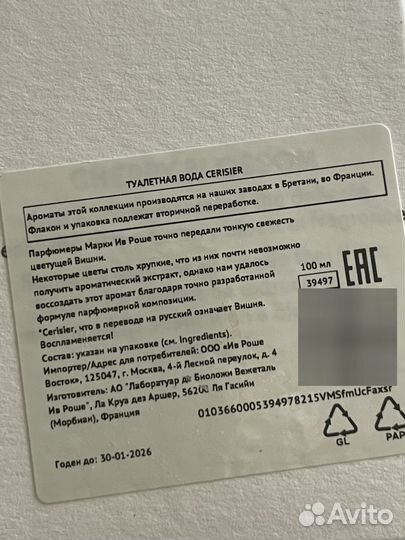 ТУАЛЕТНАЯ ВОДА CERISIER
Ароматы этой коллекции производятся на наших заводах в Бретани, во Франции.
Флакон и упаковка подлежат вторичной переработке.
Парфюмеры Марки Ив Роше точно передали тонкую свежесть
цветущей Вишни.
Некоторые цветы столь хрупкие, что из них почти невозможно
получить ароматический экстракт, однако нам удалось
воссоздать этот аромат благодаря точно разработанной
формуле парфюмерной композиции.
*Cerisier, что в переводе на русский означает Вишня.
Воспламеняется!
Состав: указан на упаковке (см. Ingredients).
Импортер/Адрес для потребителей: ООО «Ив Роше
Восток», 125047, г. Москва, 4-й Лесной переулок, д. 4
Изготовитель: АО "Лаборатуар де Биоложи Вежеталь
Ив Роше", Ла Круа дез Аршер, 56200 Ля Гасийи
(Морбиан), Франция
Годен до: 30-01-2026
100 мл
39497
EAC
0103660005394978215VMSfmUcFaxsr
GL
PAP
Avito